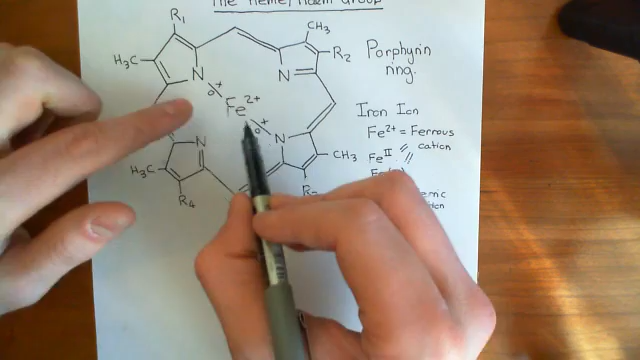 The Heme/Haem Group
R1
CH3
H3C
R2
N
N
σ+
Fe2+
σ+
N
N
H3C
CH3
R4
Porphyrin
ring.
Iron Ion
Fe2+ = Ferrous
cation
FeII